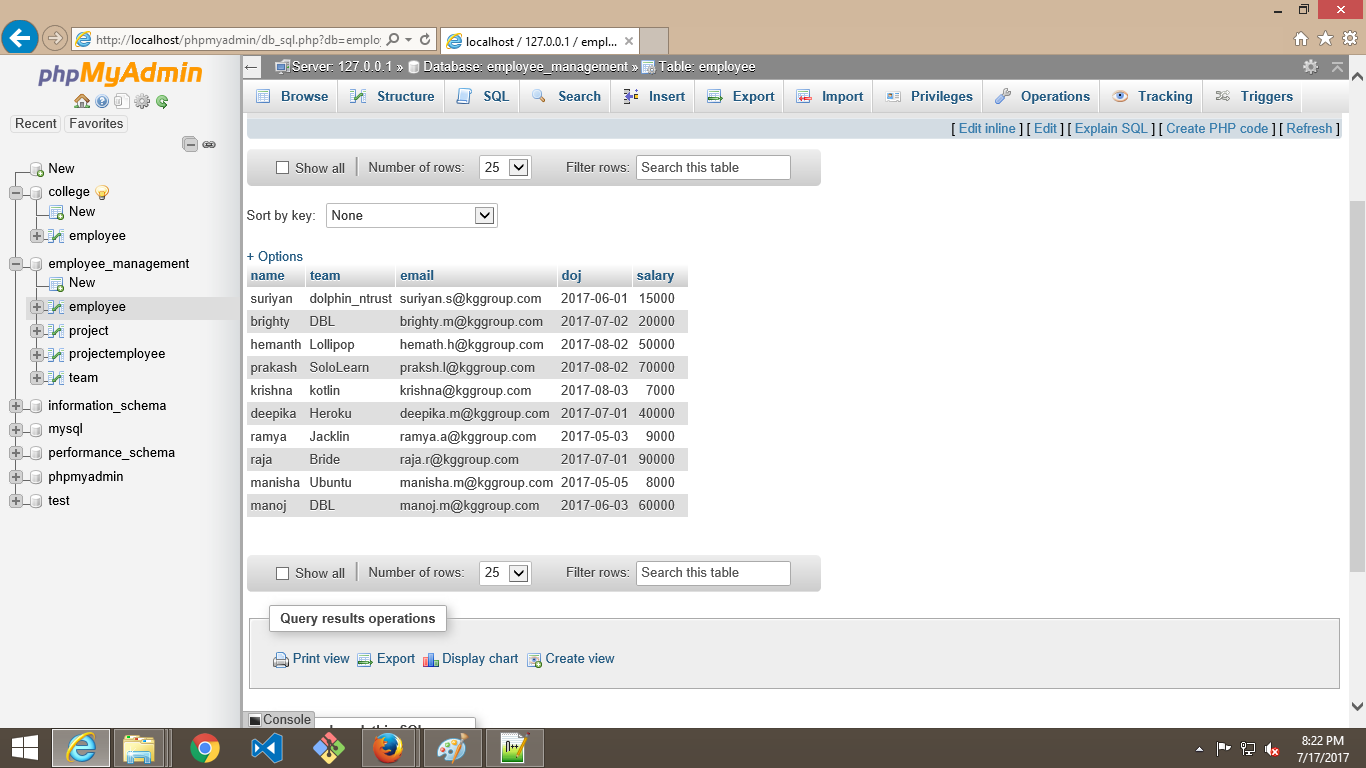 http://localhost/phpmyadmin/db_sql.php?db=employ
localhost / 127.0.0.1 / empl...
phpMyAdmin
Recent Favorites
New
college
New
employee
employee_management
New
employee
project
projectemployee
team
information_schema
mysql
performance_schema
phpmyadmin
test
Server: 127.0.0.1 » Database: employee_management » Table: employee
Browse Structure SQL Search Insert Export Import Privileges Operations Tracking Triggers
[ Edit inline ] [ Edit ] [ Explain SQL ] [ Create PHP code ] [ Refresh ]
Show all Number of rows: 25 Filter rows: Search this table
Sort by key: None
+ Options
name team email doj salary
suriyan dolphin_ntrust suriyan.s@kggroup.com 2017-06-01 15000
brighty DBL brighty.m@kggroup.com 2017-07-02 20000
hemanth Lollipop hemath.h@kggroup.com 2017-08-02 50000
prakash SoloLearn praksh.l@kggroup.com 2017-08-02 70000
krishna kotlin krishna@kggroup.com 2017-08-03 7000
deepika Heroku deepika.m@kggroup.com 2017-07-01 40000
ramya Jacklin ramya.a@kggroup.com 2017-05-03 9000
raja Bride raja.r@kggroup.com 2017-07-01 90000
manisha Ubuntu manisha.m@kggroup.com 2017-05-05 8000
manoj DBL manoj.m@kggroup.com 2017-06-03 60000
Show all Number of rows: 25 Filter rows: Search this table
Query results operations
Print view Export Display chart Create view
Console
8:22 PM
7/17/2017